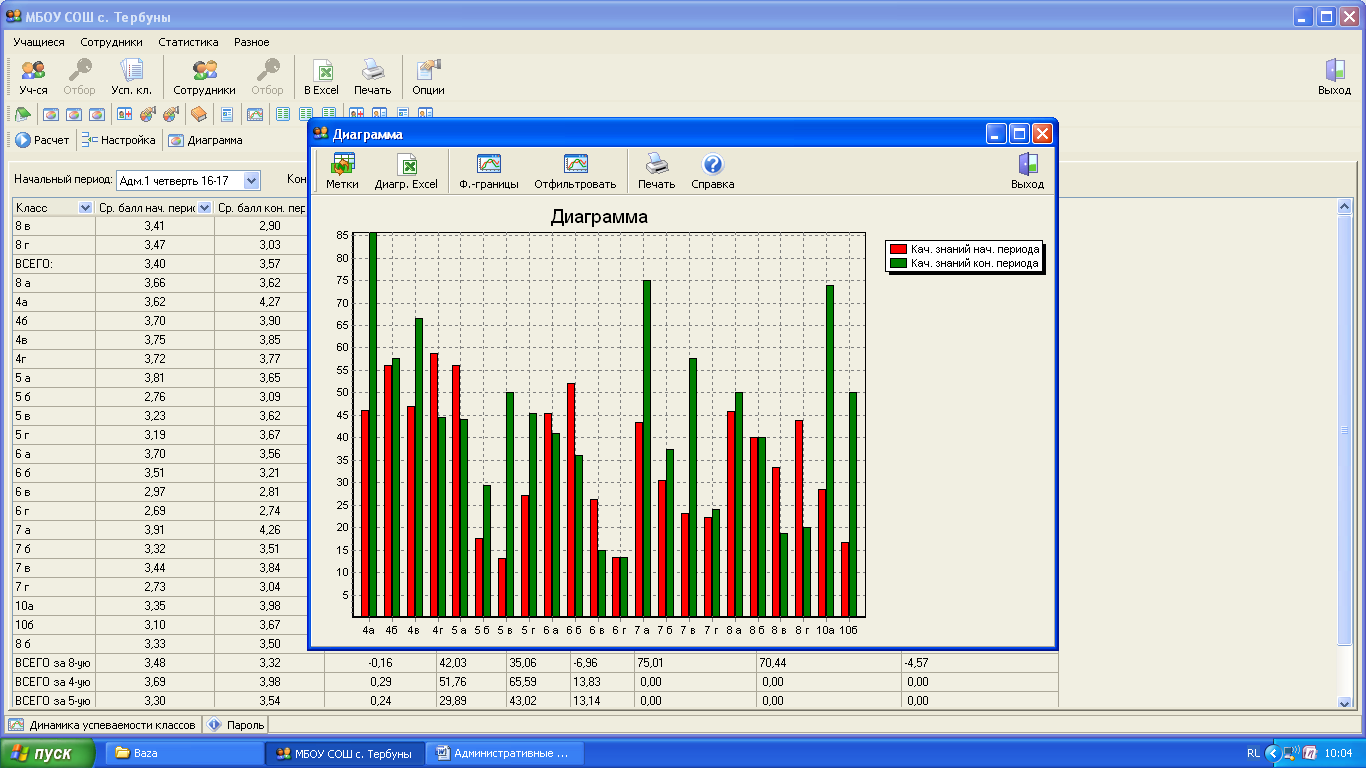 МБОУ СОШ с. Тербуны
Учащиеся Сотрудники Статистика Разное
Уч-ся Отбор Усп. кл. Сотрудники Отбор В Excel Печать Опции Выход
Расчет Настройка Диаграмма
Начальный период: Адм.1 четверть 16-17 Кон
Класс Ср. балл нач. перис Ср. балл кон. пер
8 в 3,41 2,90
8 г 3,47 3,03
ВСЕГО: 3,40 3,57
8 а 3,66 3,62
4а 3,62 4,27
4б 3,70 3,90
4в 3,75 3,85
4г 3,72 3,77
5 а 3,81 3,65
5 б 2,76 3,09
5 в 3,23 3,62
5 г 3,19 3,67
6 а 3,70 3,56
6 б 3,51 3,21
6 в 2,97 2,81
6 г 2,69 2,74
7 а 3,91 4,26
7 б 3,32 3,51
7 в 3,44 3,84
7 г 2,73 3,04
10а 3,35 3,98
10б 3,10 3,67
8 б 3,33 3,50
ВСЕГО за 8-ую 3,48 3,32 -0,16 42,03 35,06 -6,96 75,01 70,44 -4,57
ВСЕГО за 4-ую 3,69 3,98 0,29 51,76 65,59 13,83 0,00 0,00 0,00
ВСЕГО за 5-ую 3,30 3,54 0,24 29,89 43,02 13,14 0,00 0,00 0,00
Диаграмма
Метки Диагр. Excel Ф.-границы Отфильтровать Печать Справка Выход
Диаграмма
85
80
75
70
65
60
55
50
45
40
35
30
25
20
15
10
5
4а 4б 4в 4г 5 а 5 б 5 в 5 г 6 а 6 б 6 в 6 г 7 а 7 б 7 в 7 г 8 а 8 б 8 в 8 г 10а 10б
Кач. знаний нач. периода
Кач. знаний кон. периода
Динамика успеваемости классов Пароль
пуск Baza МБОУ СОШ с. Тербуны Административные ... RL 10:04